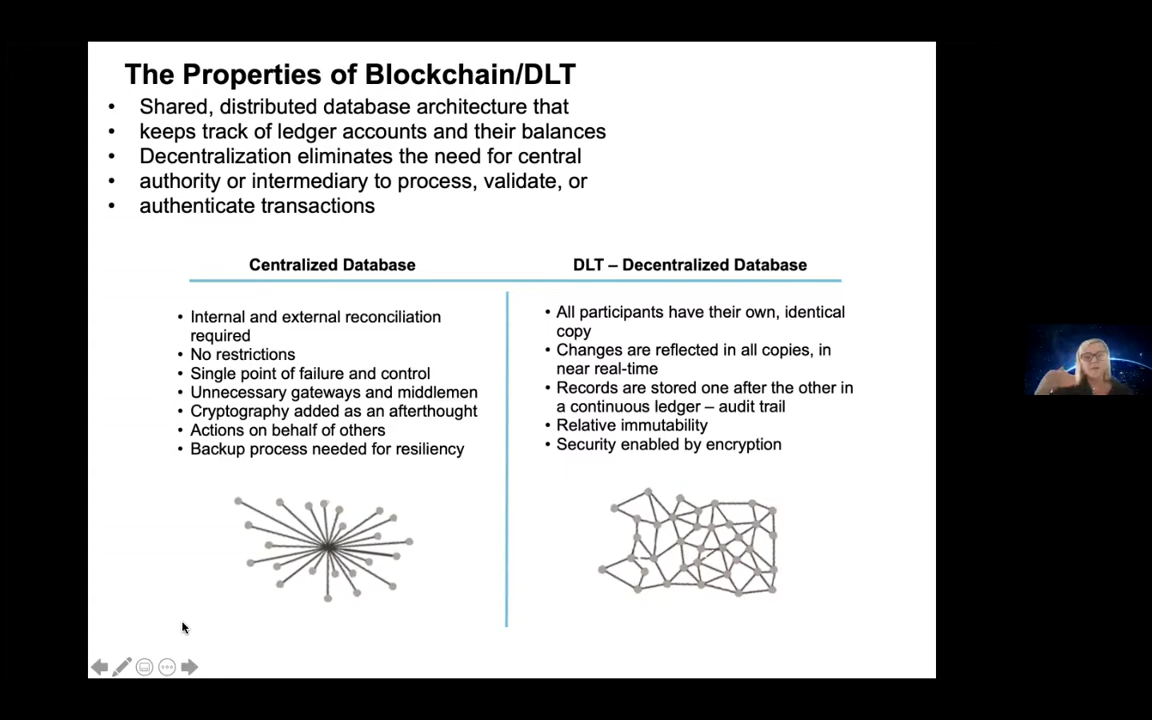 The Properties of Blockchain/DLT
• Shared, distributed database architecture that
• keeps track of ledger accounts and their balances
• Decentralization eliminates the need for central
• authority or intermediary to process, validate, or
• authenticate transactions
Centralized Database
• Internal and external reconciliation
required
• No restrictions
• Single point of failure and control
• Unnecessary gateways and middlemen
• Cryptography added as an afterthought
• Actions on behalf of others
• Backup process needed for resiliency
DLT – Decentralized Database
• All participants have their own, identical
copy
• Changes are reflected in all copies, in
near real-time
• Records are stored one after the other in
a continuous ledger – audit trail
• Relative immutability
• Security enabled by encryption